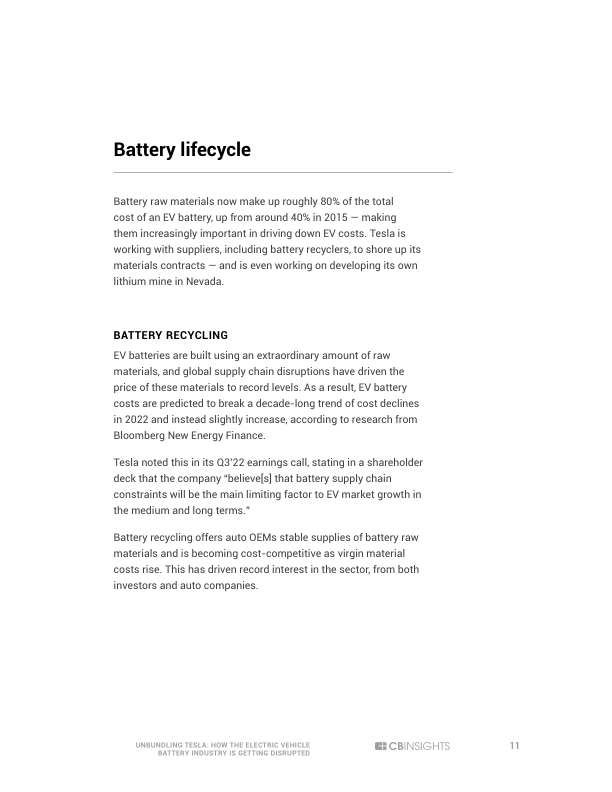 Battery lifecycle
Battery raw materials now make up roughly 80% of the total
cost of an EV battery, up from around 40% in 2015 — making
them increasingly important in driving down EV costs. Tesla is
working with suppliers, including battery recyclers, to shore up its
materials contracts — and is even working on developing its own
lithium mine in Nevada.
BATTERY RECYCLING
EV batteries are built using an extraordinary amount of raw
materials, and global supply chain disruptions have driven the
price of these materials to record levels. As a result, EV battery
costs are predicted to break a decade-long trend of cost declines
in 2022 and instead slightly increase, according to research from
Bloomberg New Energy Finance.
Tesla noted this in its Q3'22 earnings call, stating in a shareholder
deck that the company “believe[s] that battery supply chain
constraints will be the main limiting factor to EV market growth in
the medium and long terms.”
Battery recycling offers auto OEMs stable supplies of battery raw
materials and is becoming cost-competitive as virgin material
costs rise. This has driven record interest in the sector, from both
investors and auto companies.
UNBUNDLING TESLA: HOW THE ELECTRIC VEHICLE
BATTERY INDUSTRY IS GETTING DISRUPTED
CBINSIGHTS
11